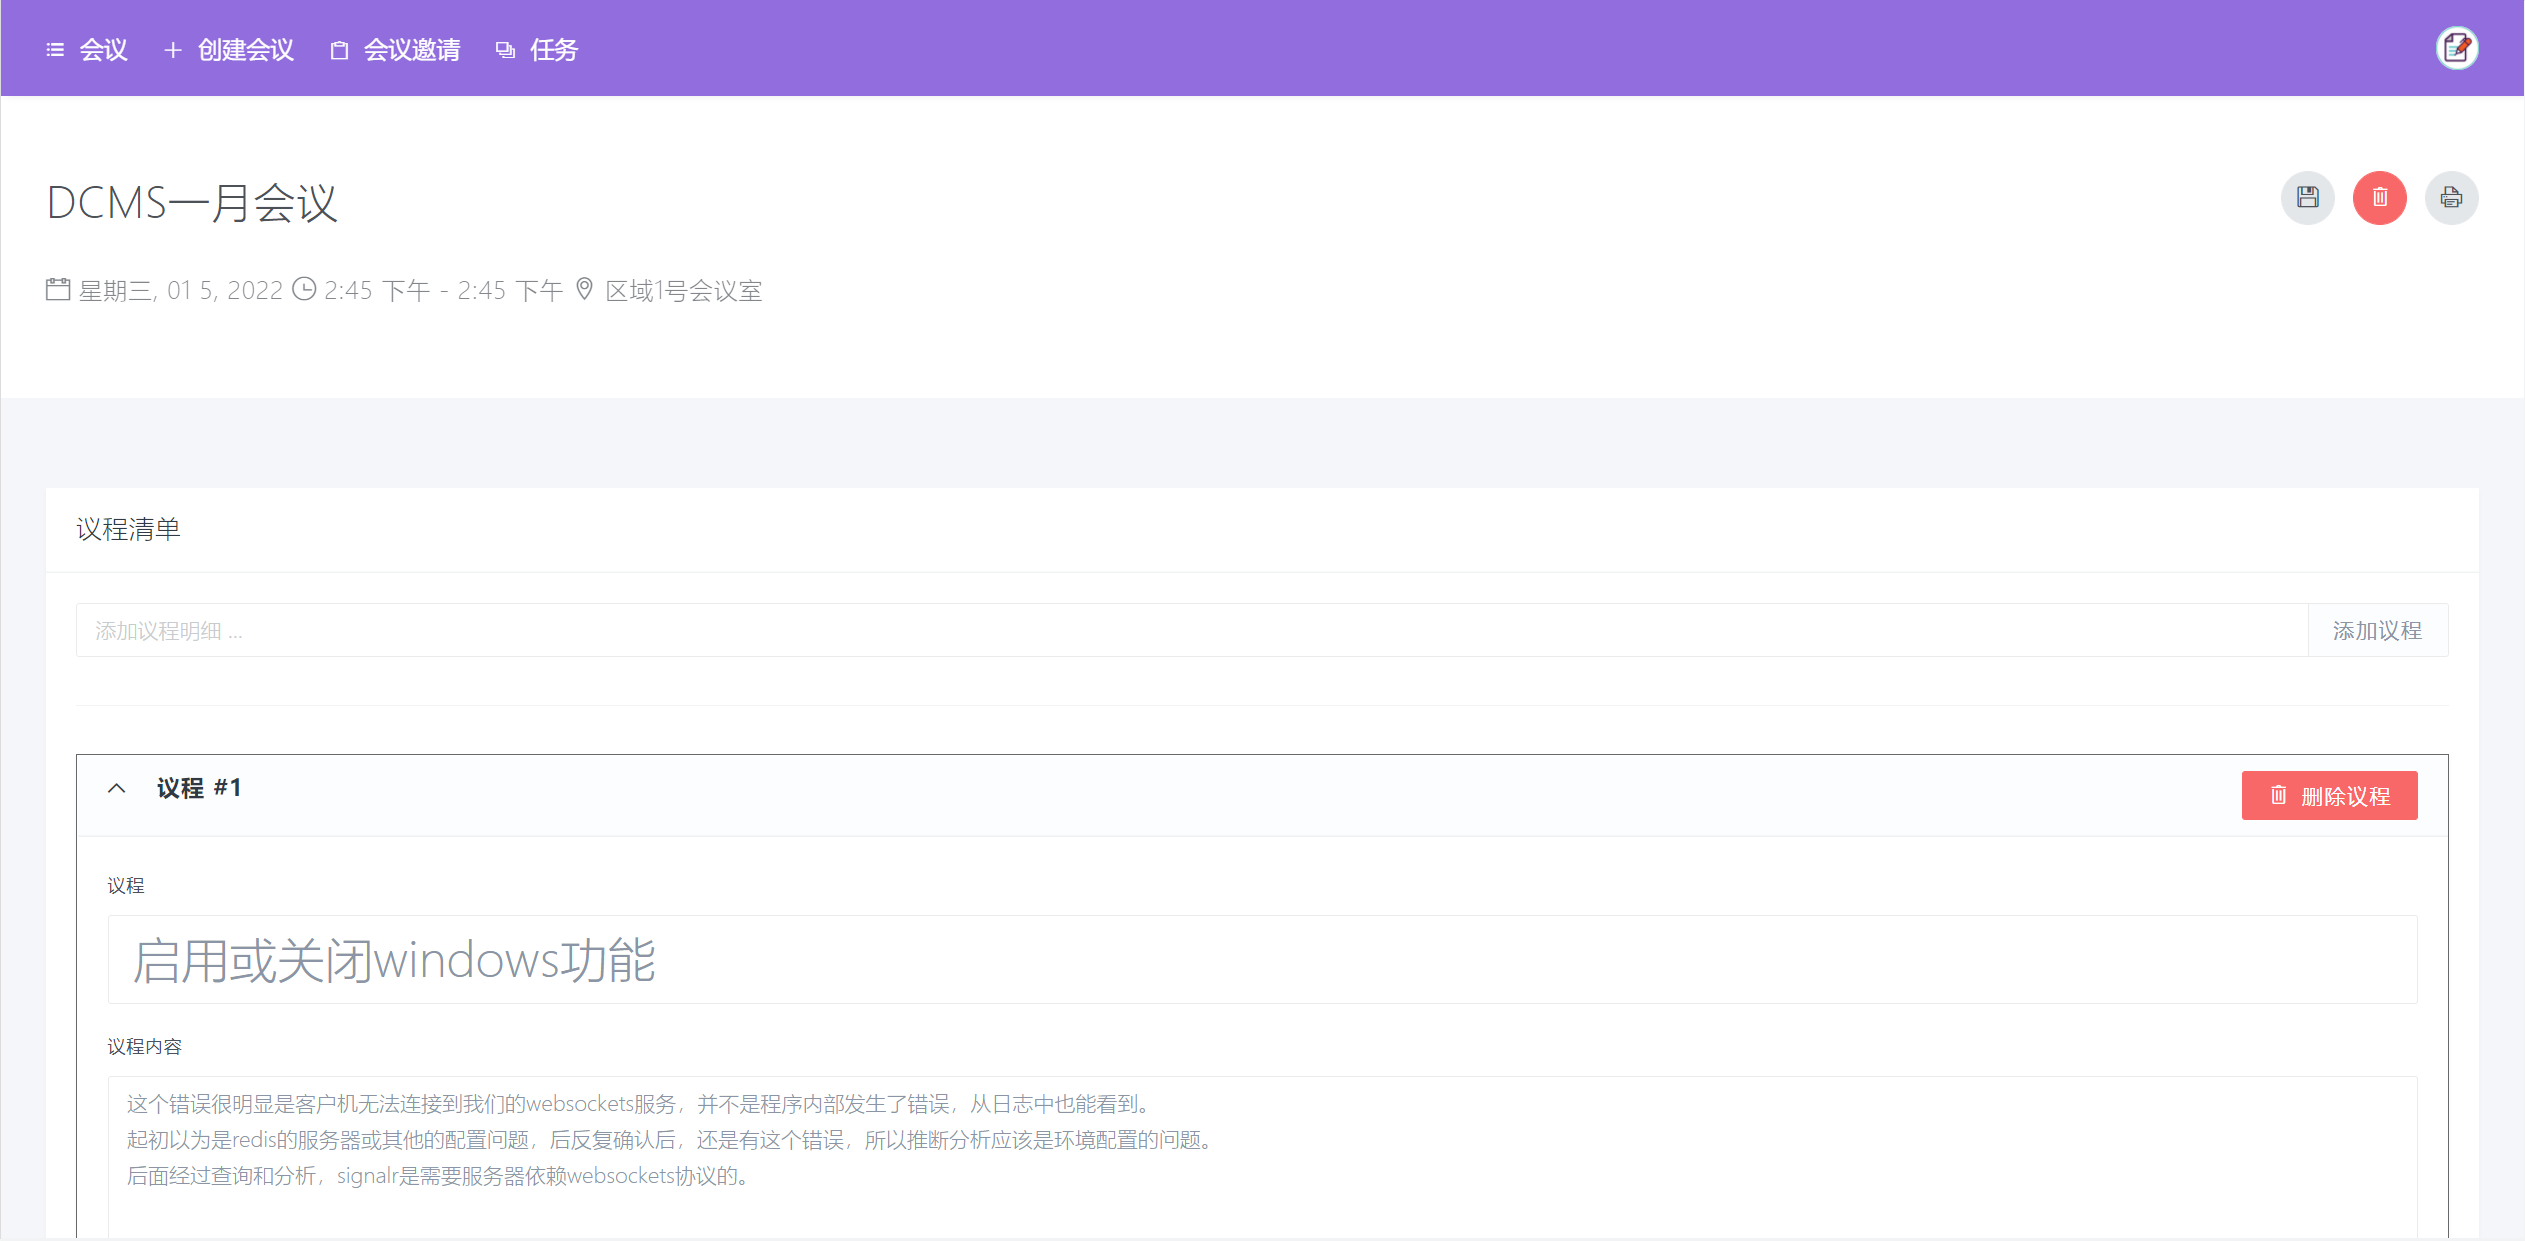 会议 创建会议 会议邀请 任务
DCMS一月会议
星期三, 01 5, 2022 2:45 下午 - 2:45 下午 区域1号会议室
议程清单
添加议程明细 ... 添加议程
议程 #1 删除议程
议程
启用或关闭windows功能
议程内容
这个错误很明显是客户机无法连接到我们的websockets服务，并不是程序内部发生了错误，从日志中也能看到。
起初以为是redis的服务器或其他的配置问题，后反复确认后，还是有这个错误，所以推断分析应该是环境配置的问题。
后面经过查询和分析，signalr是需要服务器依赖websockets协议的。